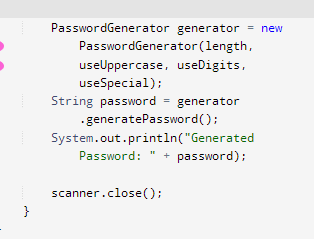 PasswordGenerator generator = new
PasswordGenerator(length,
useUppercase, useDigits,
useSpecial);
String password = generator
.generatePassword();
System.out.println("Generated
Password: " + password);
scanner.close();
}